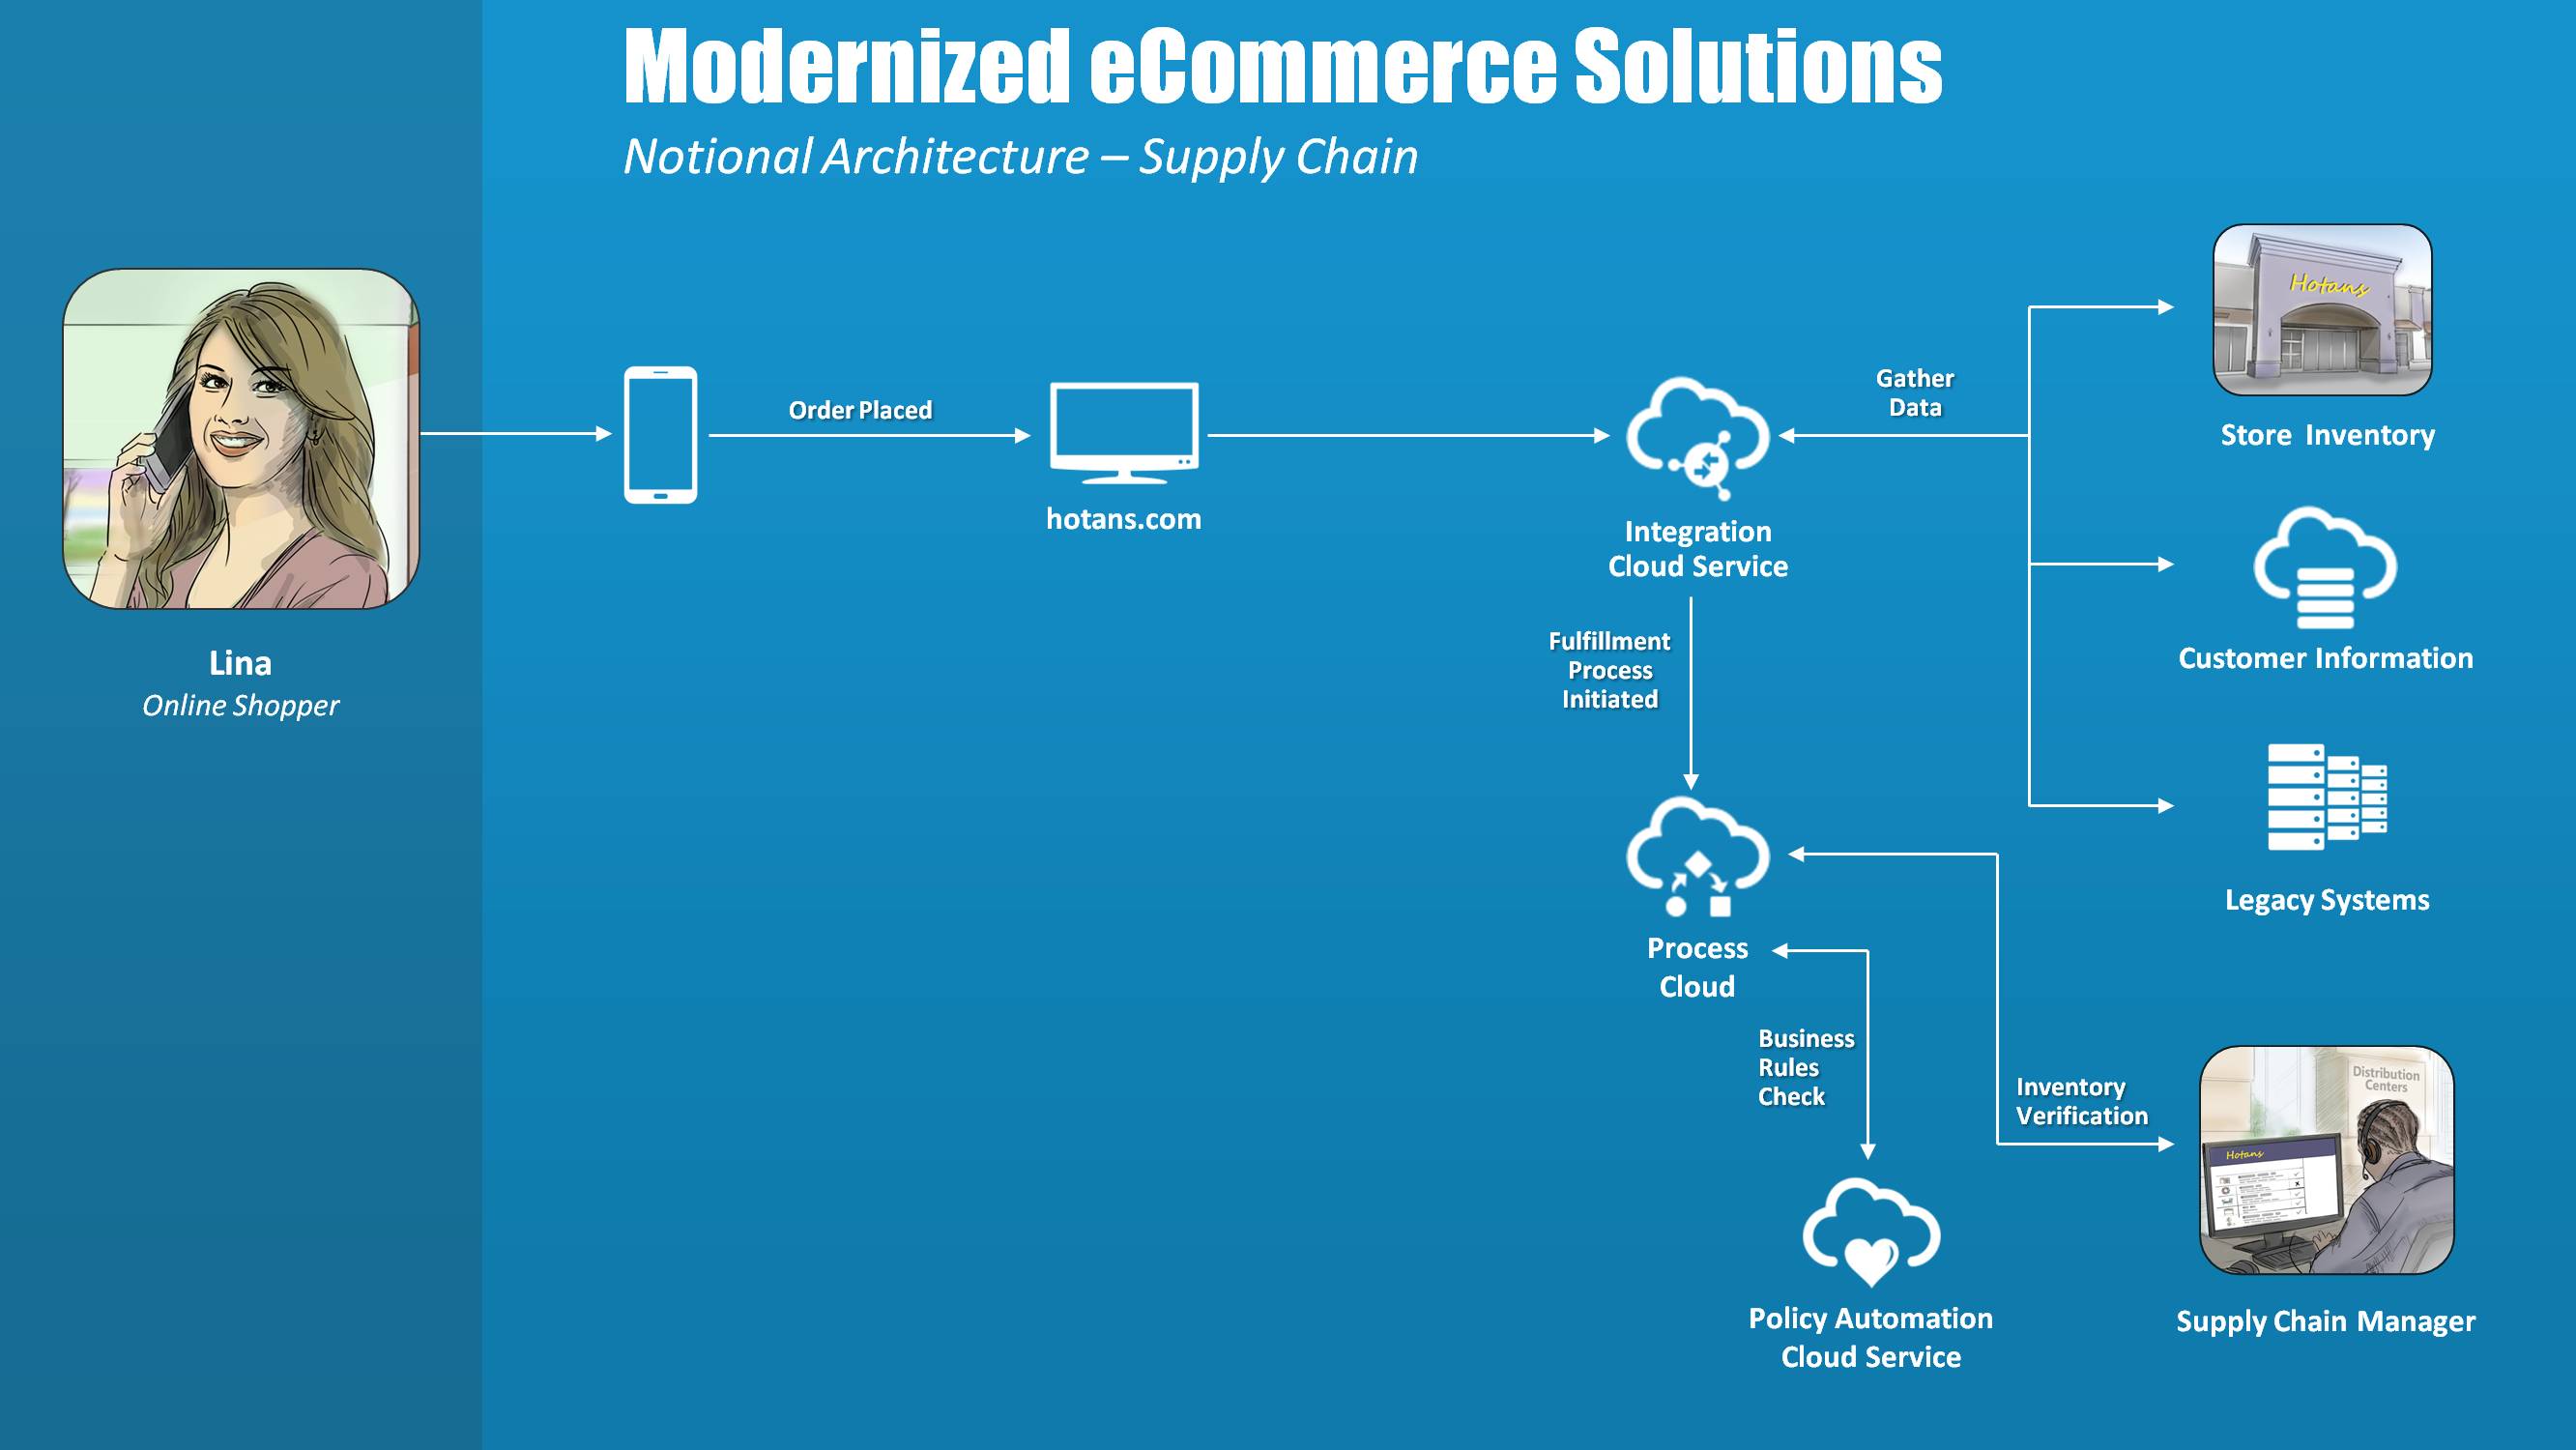 Modernized eCommerce Solutions
Notional Architecture – Supply Chain
Lina
Online Shopper
Order Placed
hotans.com
Integration
Cloud Service
Gather
Data
Hotans
Store Inventory
Customer Information
Legacy Systems
Fulfillment
Process
Initiated
Process
Cloud
Business
Rules
Check
Policy Automation
Cloud Service
Inventory
Verification
Distribution
Centers
Hotans
Supply Chain Manager